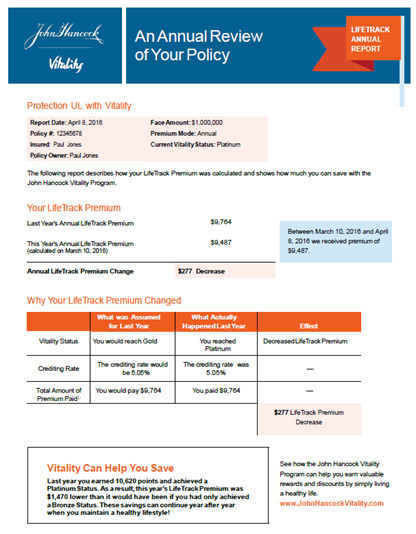 John Hancock
Vitality
An Annual Review
of Your Policy
LIFETRACK
ANNUAL
REPORT
Protection UL with Vitality
Report Date: April 8, 2016
Policy #: 12345678
Insured: Paul Jones
Policy Owner: Paul Jones
Face Amount: $1,000,000
Premium Mode: Annual
Current Vitality Status: Platinum
The following report describes how your LifeTrack Premium was calculated and shows how much you can save with the
John Hancock Vitality Program.
Your LifeTrack Premium
Last Year's Annual LifeTrack Premium $9,764
This Year's Annual LifeTrack Premium $9,487
(calculated on March 10, 2016)
Annual LifeTrack Premium Change $277 Decrease
Between March 10, 2016 and April
8, 2016 we received premium of
$9,487.
Why Your LifeTrack Premium Changed
What was Assumed
for Last Year
What Actually
Happened Last Year
Effect
Vitality Status
You would reach Gold
You reached
Platinum
Decreased LifeTrack Premium
Crediting Rate
The crediting rate would
be 5.05%
The crediting rate was
5.05%
—
Total Amount of
Premium Paid
You would pay $9,764
You paid $9,764
—
$277 LifeTrack Premium
Decrease
Vitality Can Help You Save
Last year you earned 10,620 points and achieved a
Platinum Status. As a result, this year's LifeTrack Premium was
$1,470 lower than it would have been if you had only achieved
a Bronze Status. These savings can continue year after year
when you maintain a healthy lifestyle!
See how the John Hancock Vitality
Program can help you earn valuable
rewards and discounts by simply living
a healthy life.
www.JohnHancockVitality.com